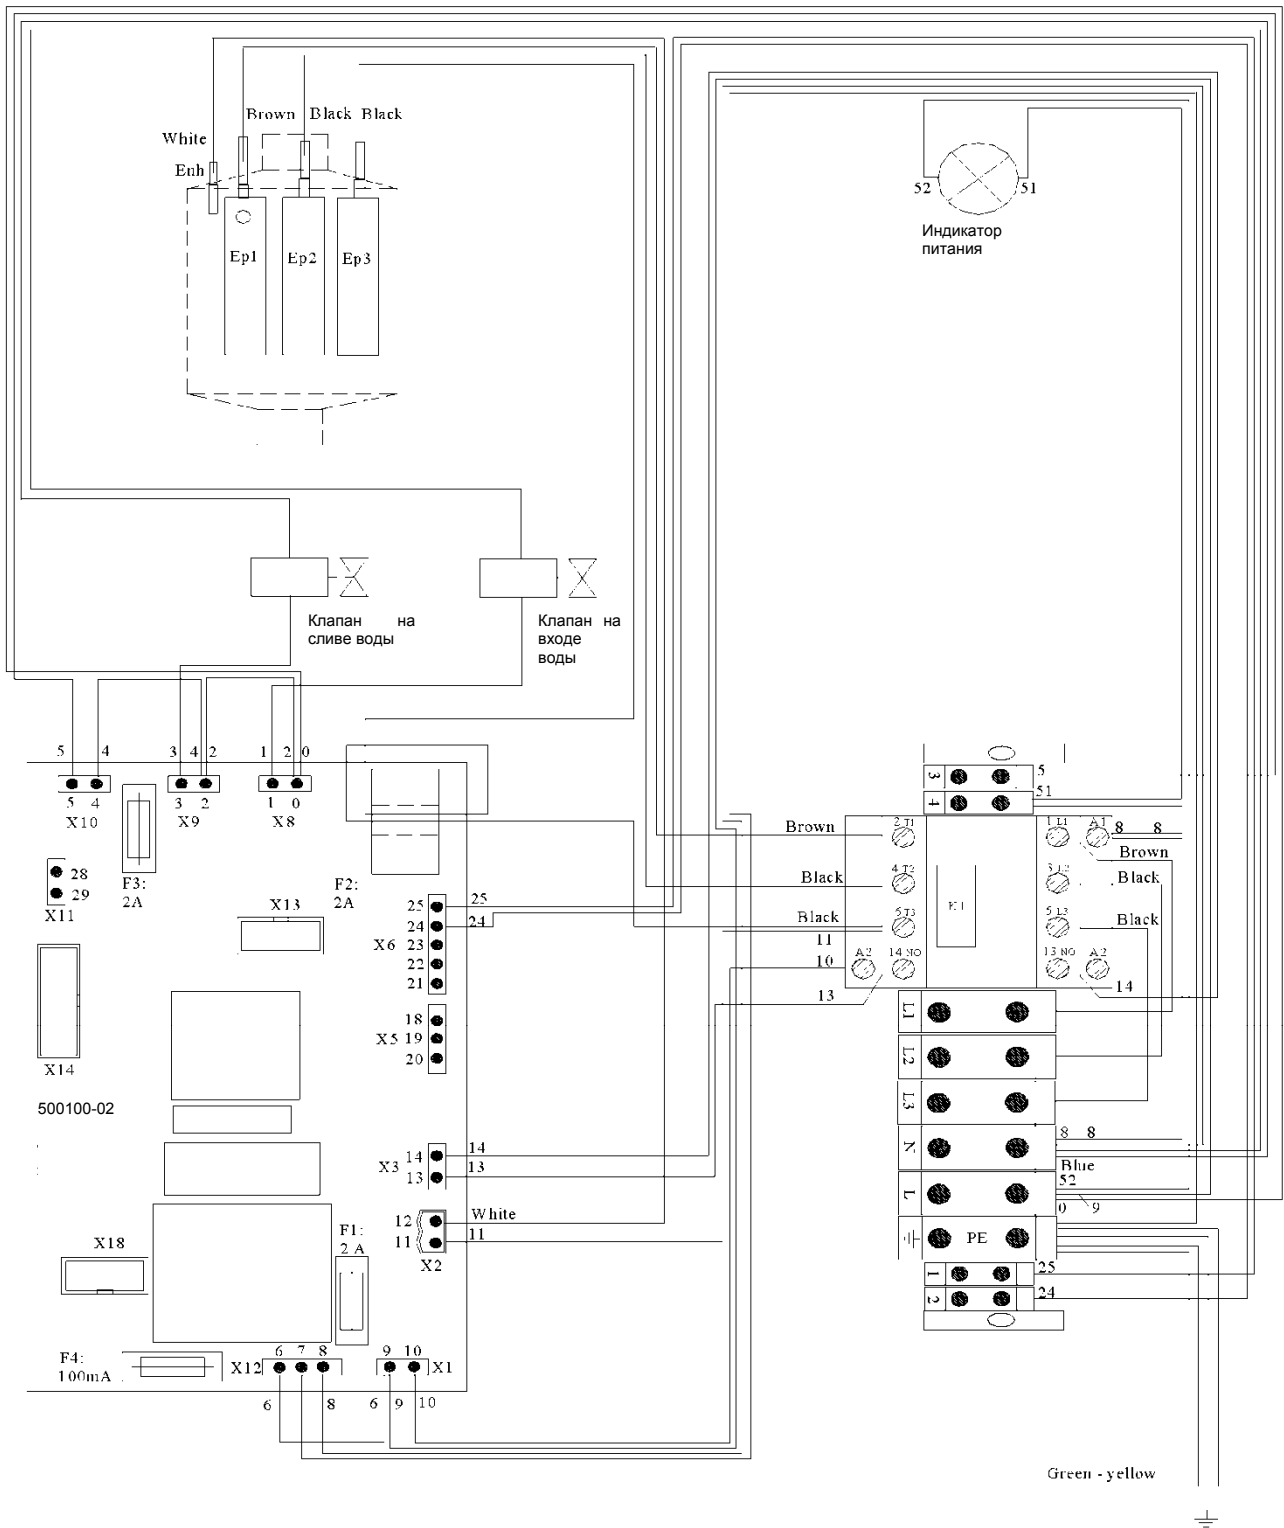 Brown Black Black
White
Enh
Ep1 Ep2 Ep3
52 51
Индикатор
питания
Клапан на
сливе воды
Клапан на
входе
воды
5 4 3 4 2 1 2 0
5 4 3 2 1 0
X10 X9 X8
3 5
4 51
2 T1 1 L1 A1 8 8
Brown Brown
28
29
X11
F3:
2A
F2:
2A
X13
4 T2 3 L2
Black Black
K1
25 25
24 24
X6 23
22
21
5 L3
Black Black
11
10
A2 14 NO 13 NO A2
13 14
18
X5 19
20
X14
500100-02
L1
L2
L3
N 8 8
Blue
L 52
0 9
PE
1 25
2 24
14 14
X3 13 13
12 White
11 11
X2
X18
F1:
2 A
F4:
100mA
X12 6 7 8
9 10 X1
6 8 6 9 10
Green - yellow